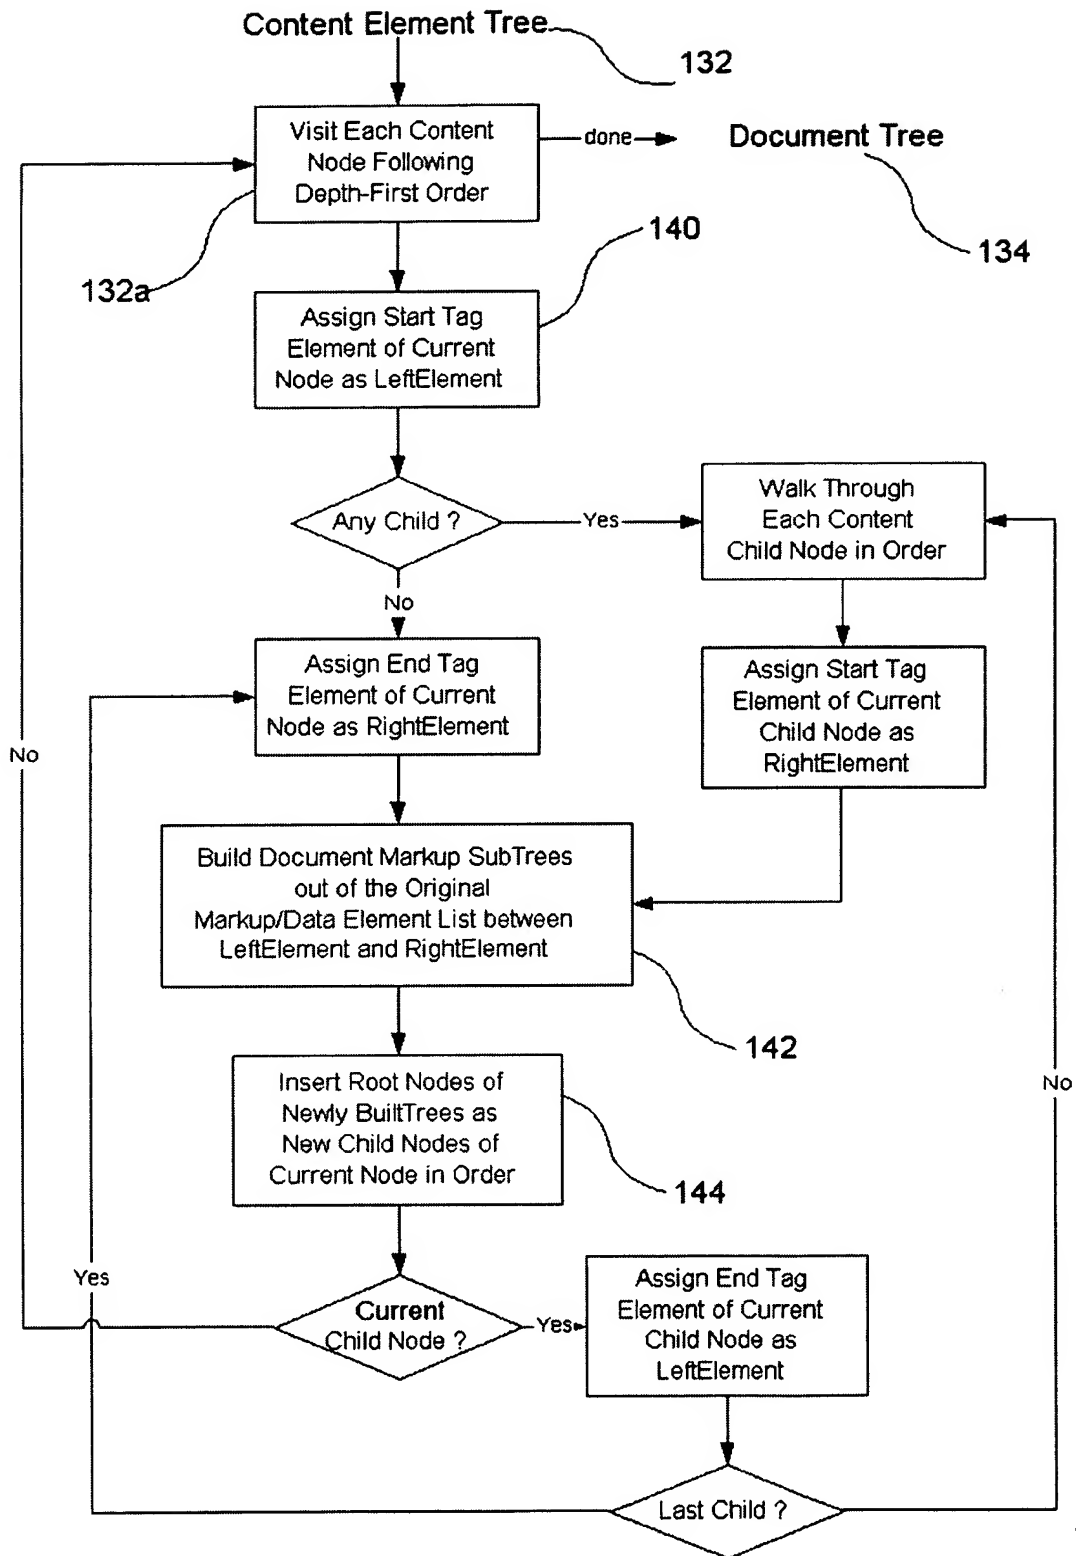 Content Element Tree
132
Visit Each Content
Node Following
Depth-First Order
done
Document Tree
134
132a
140
Assign Start Tag
Element of Current
Node as LeftElement
Any Child ?
Yes
Walk Through
Each Content
Child Node in Order
No
Assign End Tag
Element of Current
Node as RightElement
Assign Start Tag
Element of Current
Child Node as
RightElement
No
Build Document Markup SubTrees
out of the Original
Markup/Data Element List between
LeftElement and RightElement
142
Insert Root Nodes of
Newly BuiltTrees as
New Child Nodes of
Current Node in Order
144
No
Yes
Current
Child Node ?
Yes
Assign End Tag
Element of Current
Child Node as
LeftElement
Last Child ?